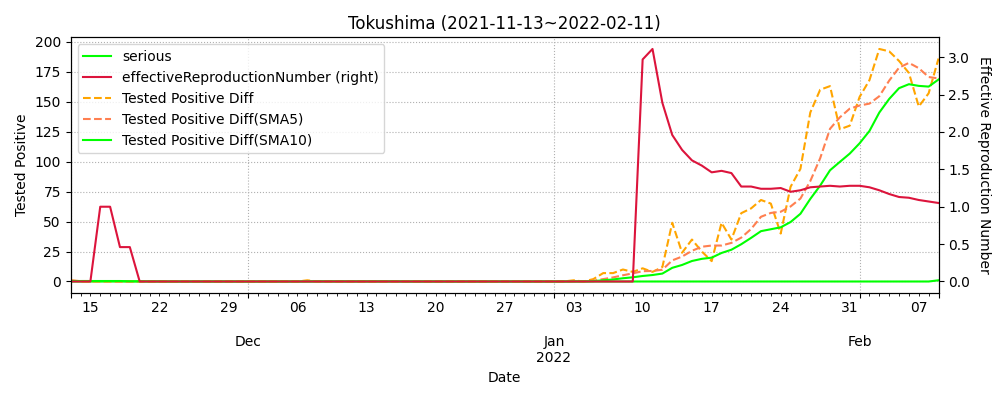 Tokushima (2021-11-13~2022-02-11)
serious
effectiveReproductionNumber (right)
Tested Positive Diff
Tested Positive Diff(SMA5)
Tested Positive Diff(SMA10)
Tested Positive
200
175
150
125
100
75
50
25
0
3.0
2.5
2.0
1.5
1.0
0.5
0.0
Effective Reproduction Number
15 22 29 06 13 20 27 03 10 17 24 31 07
Dec Jan Feb
2022
Date